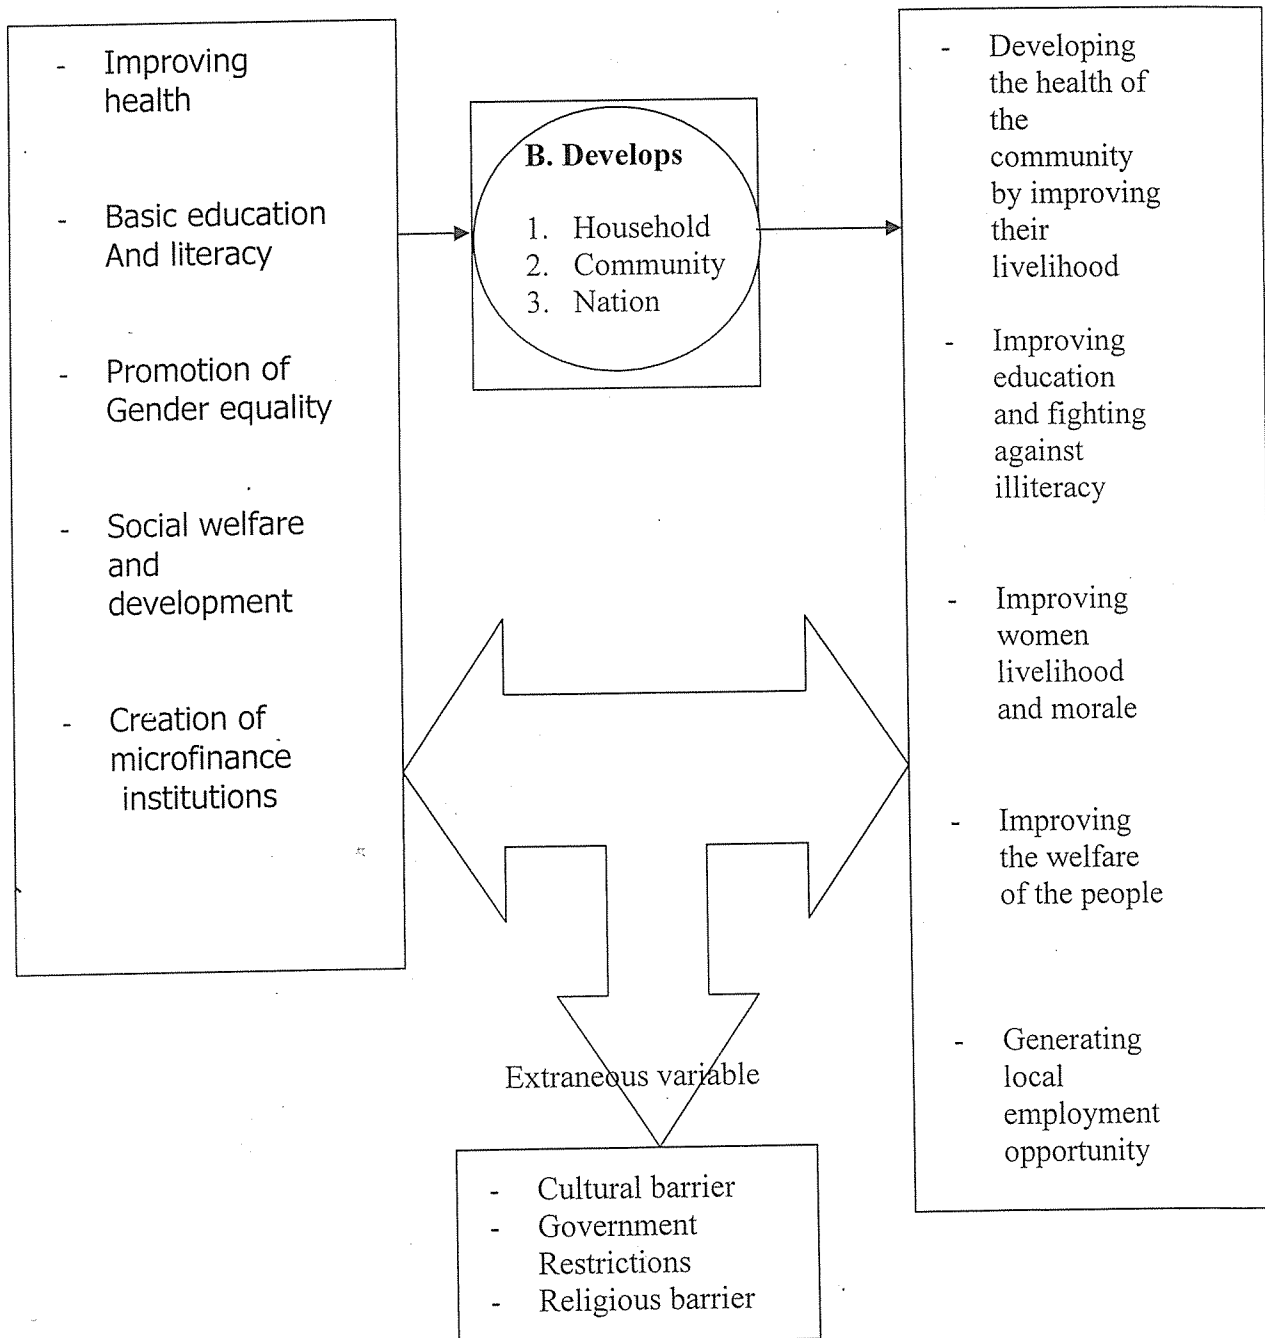 - Improving
health
- Basic education
And literacy
- Promotion of
Gender equality
- Social welfare
and
development
- Creation of
microfinance
institutions
B. Develops
1. Household
2. Community
3. Nation
- Developing
the health of
the
community
by improving
their
livelihood
- Improving
education
and fighting
against
illiteracy
- Improving
women
livelihood
and morale
- Improving
the welfare
of the people
- Generating
local
employment
opportunity
Extraneous variable
- Cultural barrier
- Government
Restrictions
- Religious barrier